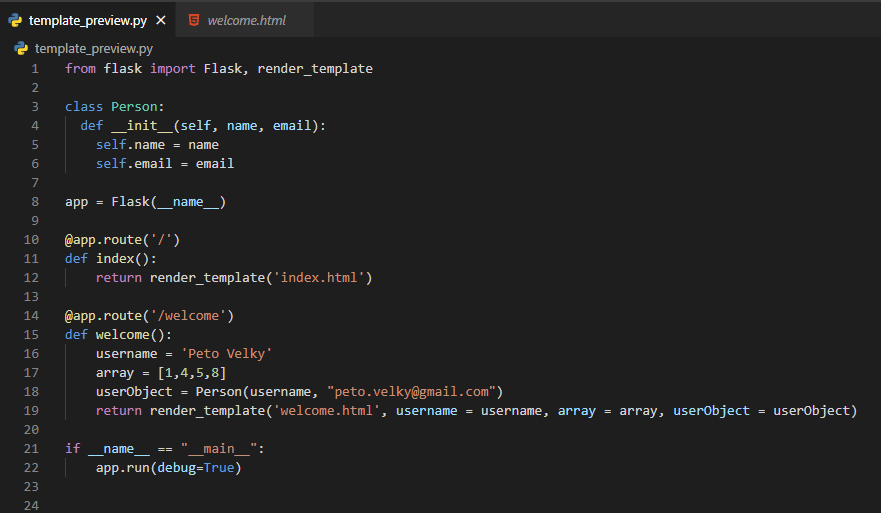 template_preview.py × welcome.html
template_preview.py
1 from flask import Flask, render_template
2
3 class Person:
4   def __init__(self, name, email):
5     self.name = name
6     self.email = email
7
8 app = Flask(__name__)
9
10 @app.route('/')
11 def index():
12     return render_template('index.html')
13
14 @app.route('/welcome')
15 def welcome():
16     username = 'Peto Velky'
17     array = [1,4,5,8]
18     userObject = Person(username, "peto.velky@gmail.com")
19     return render_template('welcome.html', username = username, array = array, userObject = userObject)
20
21 if __name__ == "__main__":
22     app.run(debug=True)
23
24